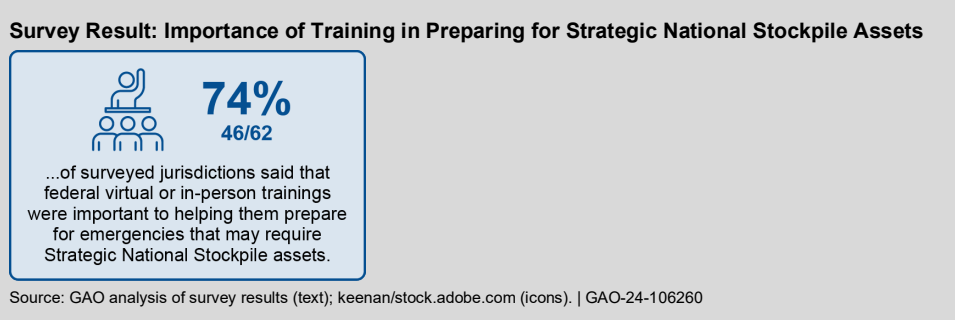 Survey Result: Importance of Training in Preparing for Strategic National Stockpile Assets
74%
46/62
...of surveyed jurisdictions said that
federal virtual or in-person trainings
were important to helping them prepare
for emergencies that may require
Strategic National Stockpile assets.
Source: GAO analysis of survey results (text); keenan/stock.adobe.com (icons). | GAO-24-106260